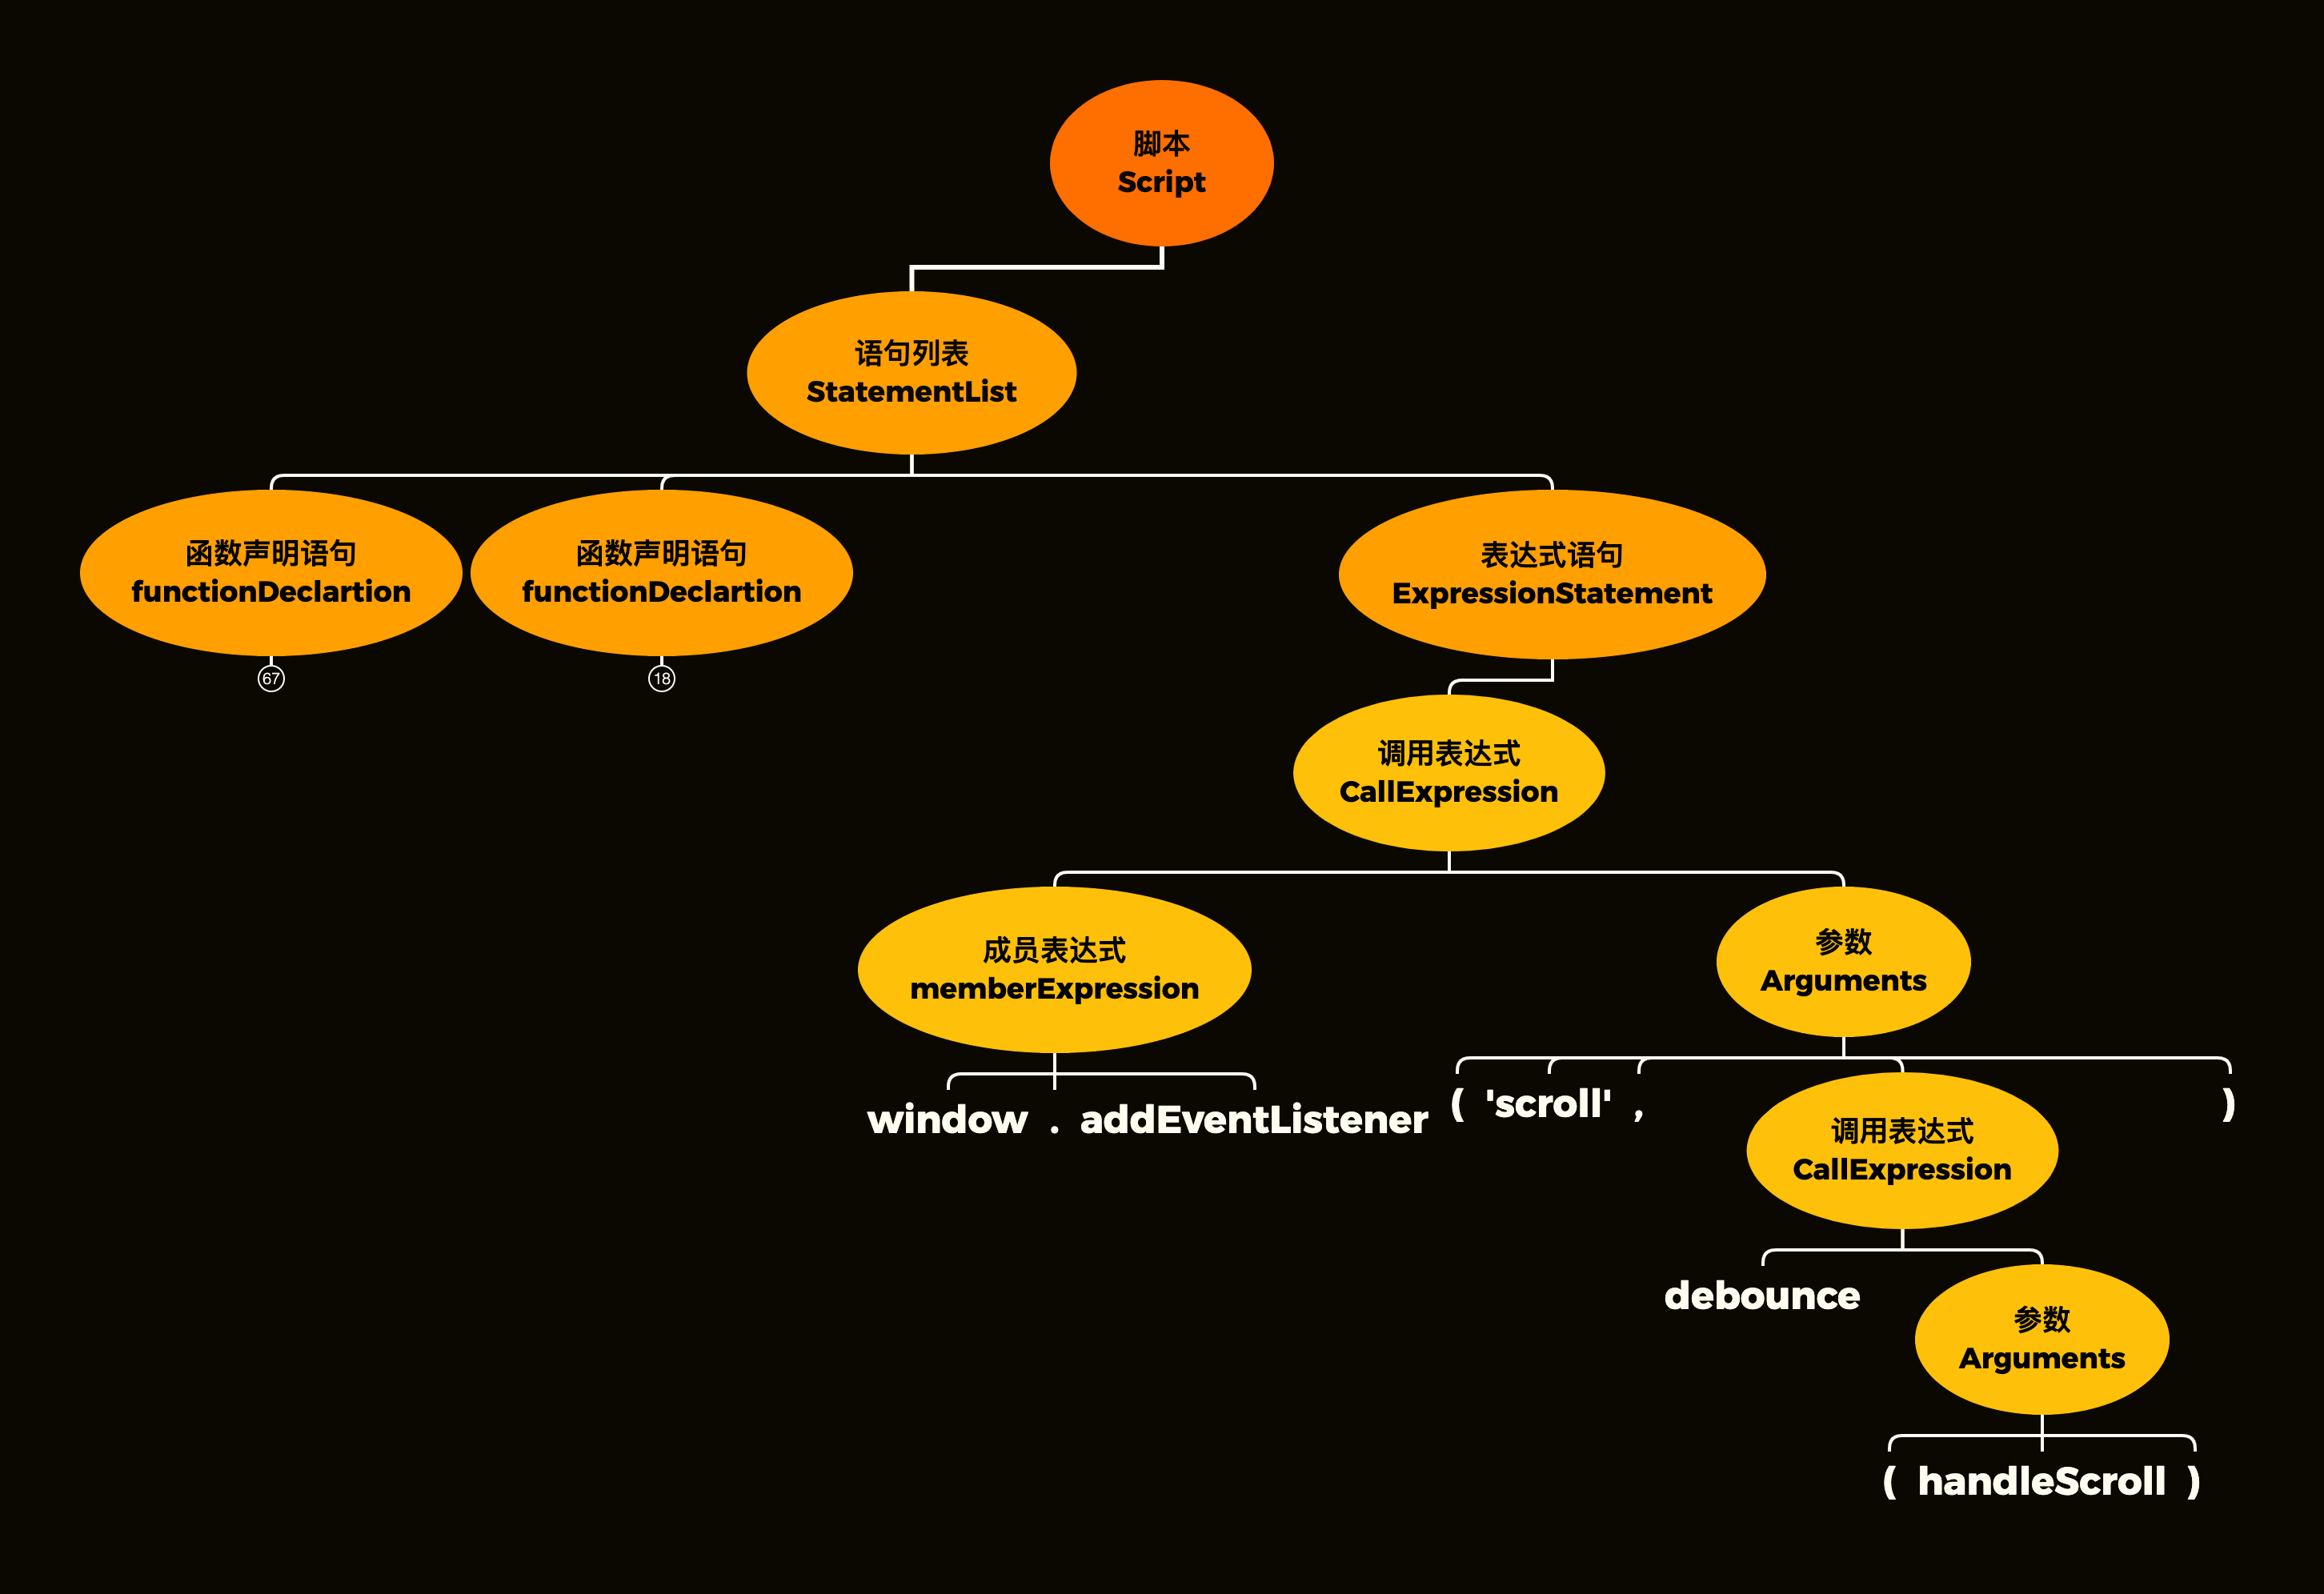 脚本
Script
语句列表
StatementList
函数声明语句
functionDeclartion
67
函数声明语句
functionDeclartion
18
表达式语句
ExpressionStatement
调用表达式
CallExpression
成员表达式
memberExpression
window . addEventListener
参数
Arguments
( 'scroll' , )
调用表达式
CallExpression
debounce
参数
Arguments
( handleScroll )